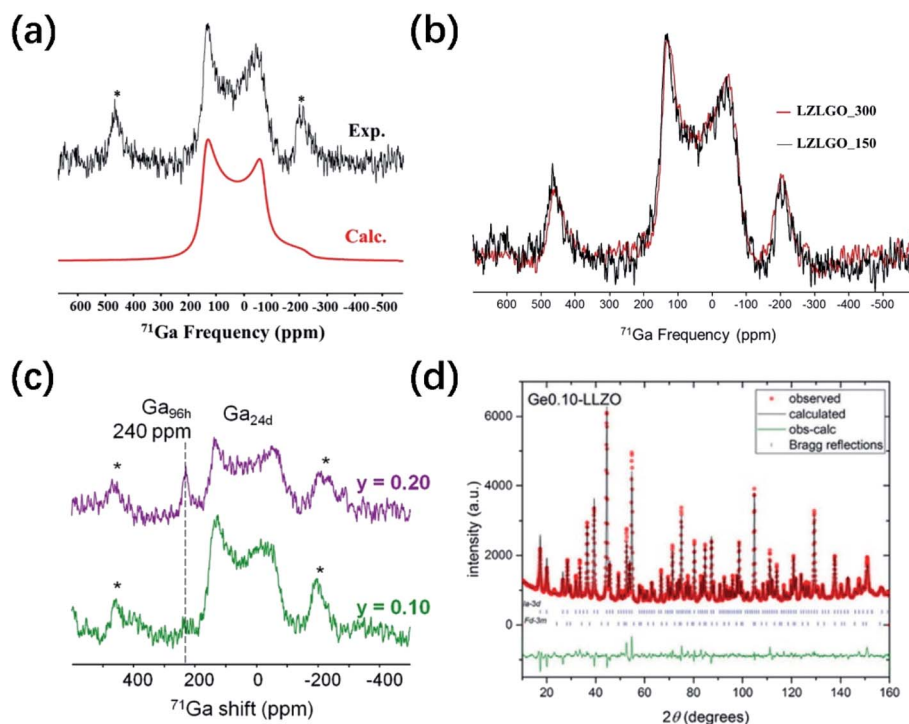 (a)
*
*
Exp.
Calc.
600 500 400 300 200 100 0 -100 -200 -300 -400 -500
⁷¹Ga Frequency (ppm)
(b)
LZLGO_300
LZLGO_150
600 500 400 300 200 100 0 -100 -200 -300 -400 -500
⁷¹Ga Frequency (ppm)
(c)
Ga96h
240 ppm
Ga24d
*
*
y = 0.20
*
*
y = 0.10
400 200 0 -200 -400
⁷¹Ga shift (ppm)
(d)
Ge0.10-LLZO
observed
calculated
obs-calc
Bragg reflections
6000
4000
2000
0
intensity (a.u.)
Ia-3d
Fd-3m
20 40 60 80 100 120 140 160
2θ (degrees)